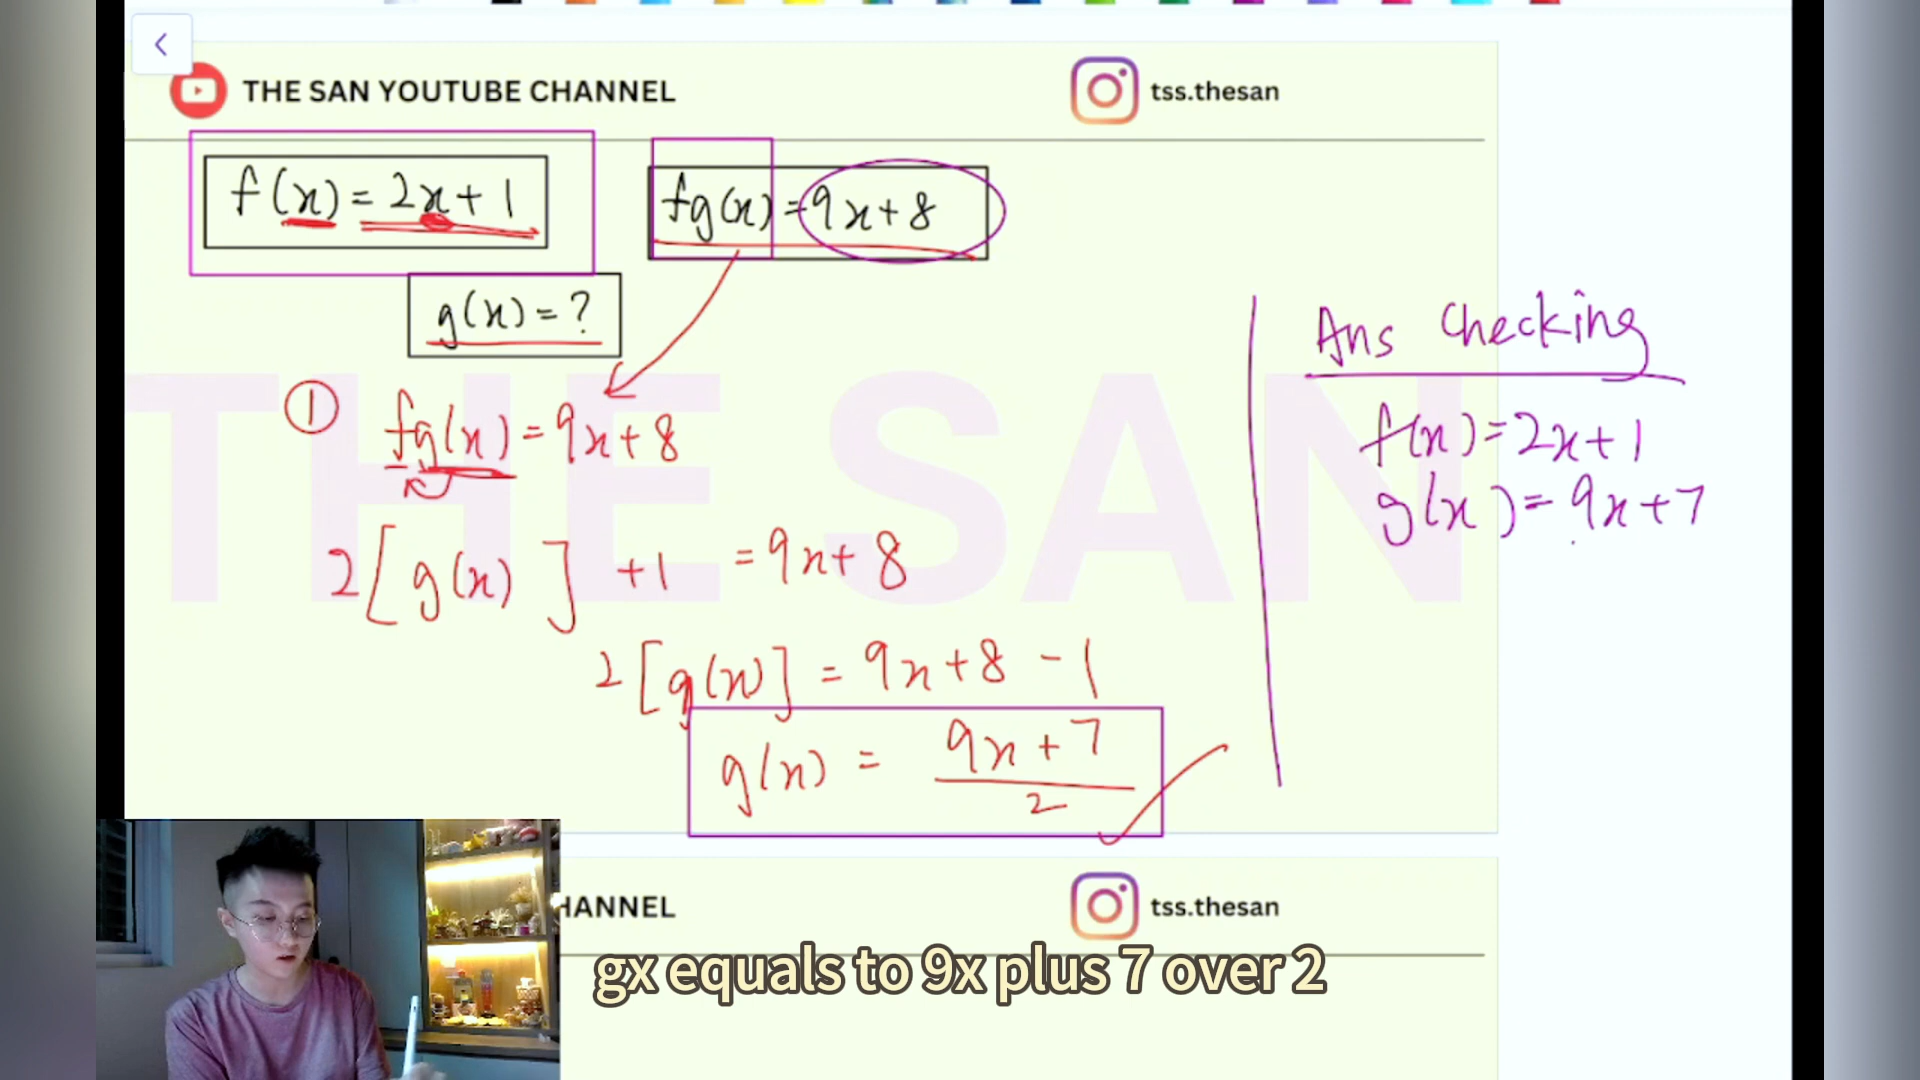 THE SAN YOUTUBE CHANNEL
tss.thesan
f(x) = 2x + 1
fg(x) = 9x + 8
g(x) = ?
Ans Checking
f(x) = 2x + 1
g(x) = 9x + 7
① fg(x) = 9x + 8
2[g(x)] + 1 = 9x + 8
2[g(x)] = 9x + 8 - 1
g(x) = 9x + 7
2
THE SAN
HANNEL
tss.thesan
gx equals to 9x plus 7 over 2